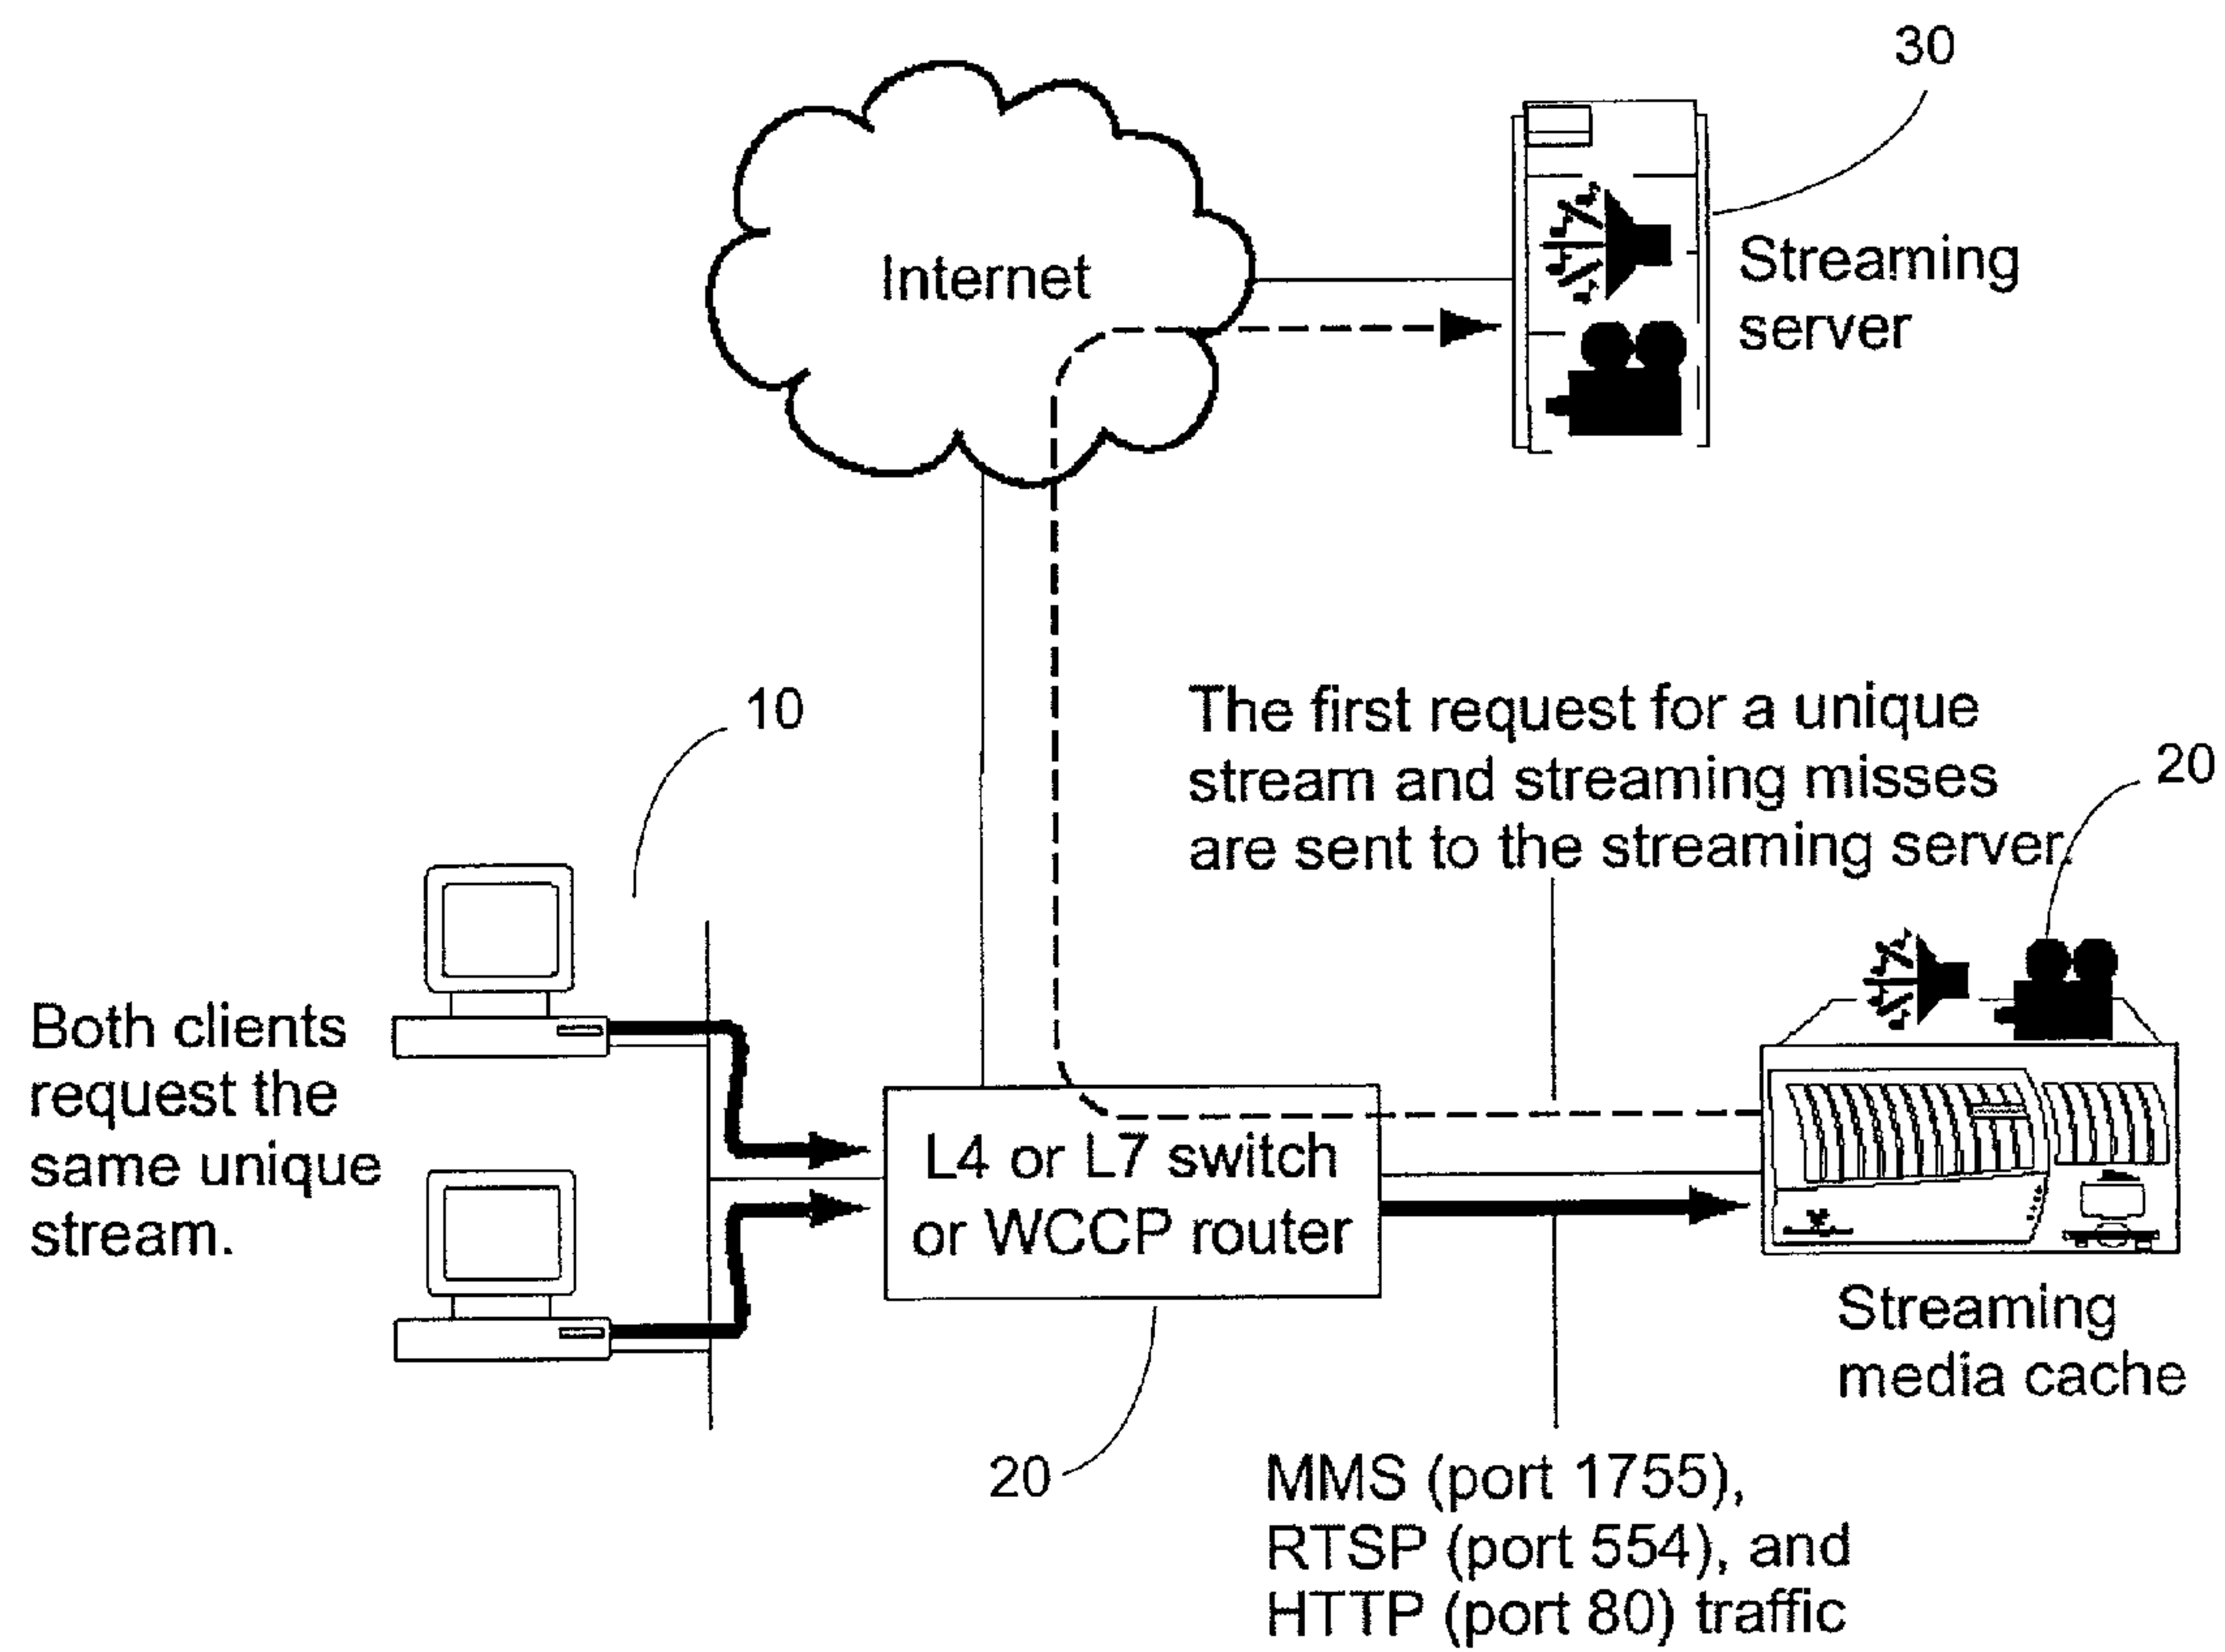 30
Internet
Streaming
server
10
The first request for a unique
stream and streaming misses
are sent to the streaming server.
20
Both clients
request the
same unique
stream.
L4 or L7 switch
or WCCP router
Streaming
media cache
20
MMS (port 1755),
RTSP (port 554), and
HTTP (port 80) traffic